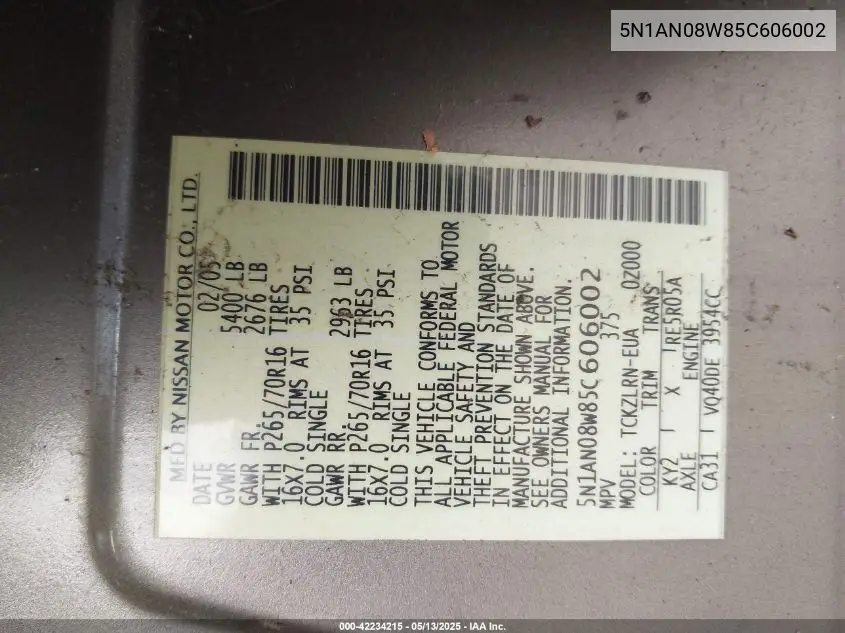 5N1AN08W85C606002
MFD BY NISSAN MOTOR CO., LTD.
DATE 02/05
GVWR 5400 LB
GAWR FR. 2676 LB
WITH P265/70R16 TIRES
16X7.0 RIMS AT 35 PSI
COLD SINGLE
GAWR RR. 2963 LB
WITH P265/70R16 TIRES
16X7.0 RIMS AT 35 PSI
COLD SINGLE
THIS VEHICLE CONFORMS TO
ALL APPLICABLE FEDERAL MOTOR
VEHICLE SAFETY AND
THEFT PREVENTION STANDARDS
IN EFFECT ON THE DATE OF
MANUFACTURE SHOWN ABOVE.
SEE OWNERS MANUAL FOR
ADDITIONAL INFORMATION.
5N1AN08W85C606002
MPV 375
MODEL: TCKZLRN-EUA 0Z000
COLOR TRIM TRANS
KY2 X RE5R05A
AXLE ENGINE
CA31 VQ40DE 3954CC
000-42234215 - 05/13/2025 - IAA Inc.